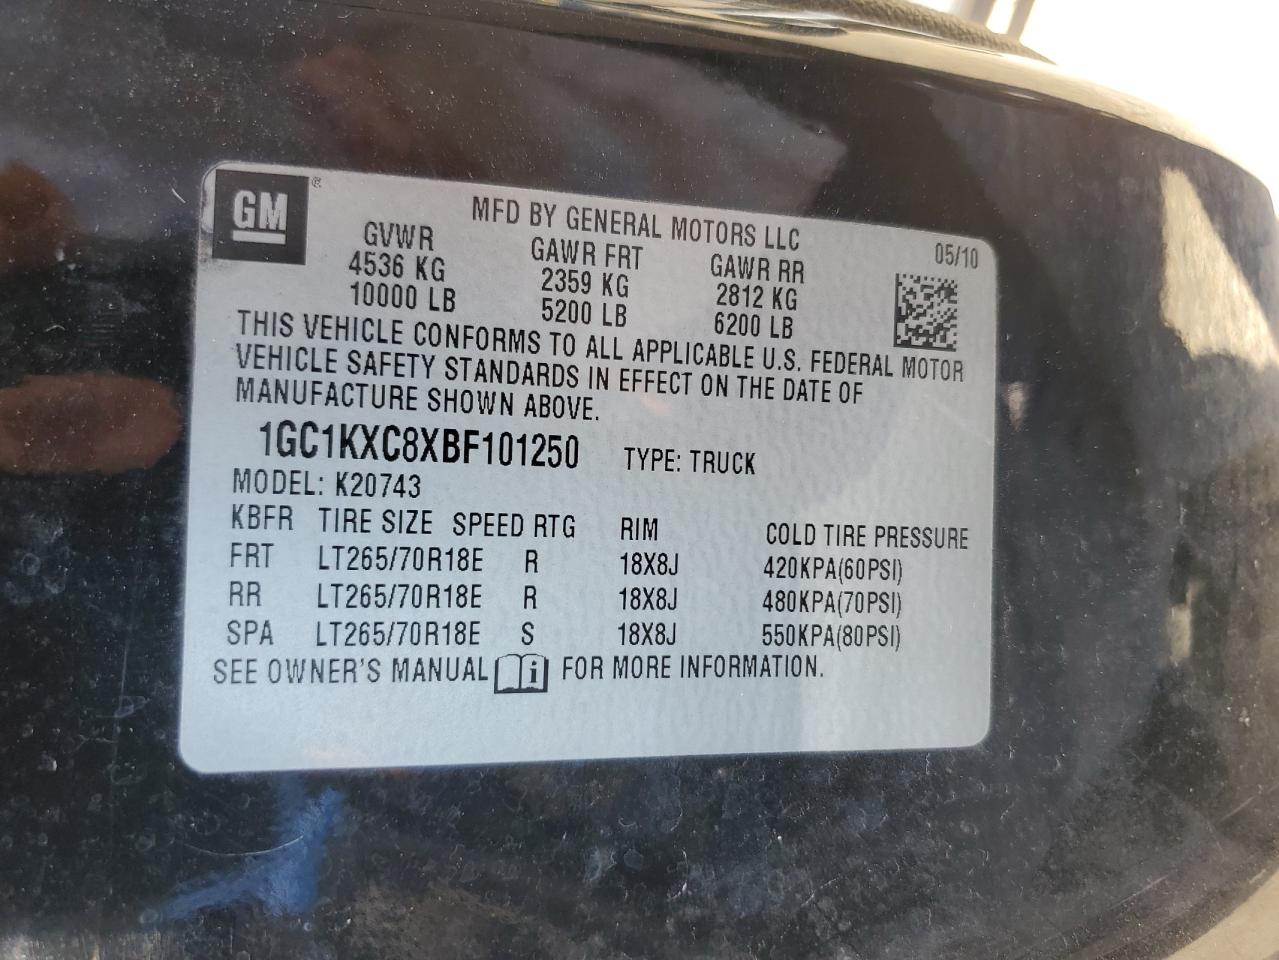 GM
MFD BY GENERAL MOTORS LLC
05/10
GVWR GAWR FRT GAWR RR
4536 KG 2359 KG 2812 KG
10000 LB 5200 LB 6200 LB
THIS VEHICLE CONFORMS TO ALL APPLICABLE U.S. FEDERAL MOTOR
VEHICLE SAFETY STANDARDS IN EFFECT ON THE DATE OF
MANUFACTURE SHOWN ABOVE.
1GC1KXC8XBF101250 TYPE: TRUCK
MODEL: K20743
KBFR TIRE SIZE SPEED RTG RIM COLD TIRE PRESSURE
FRT LT265/70R18E R 18X8J 420KPA(60PSI)
RR LT265/70R18E R 18X8J 480KPA(70PSI)
SPA LT265/70R18E S 18X8J 550KPA(80PSI)
SEE OWNER'S MANUAL FOR MORE INFORMATION.